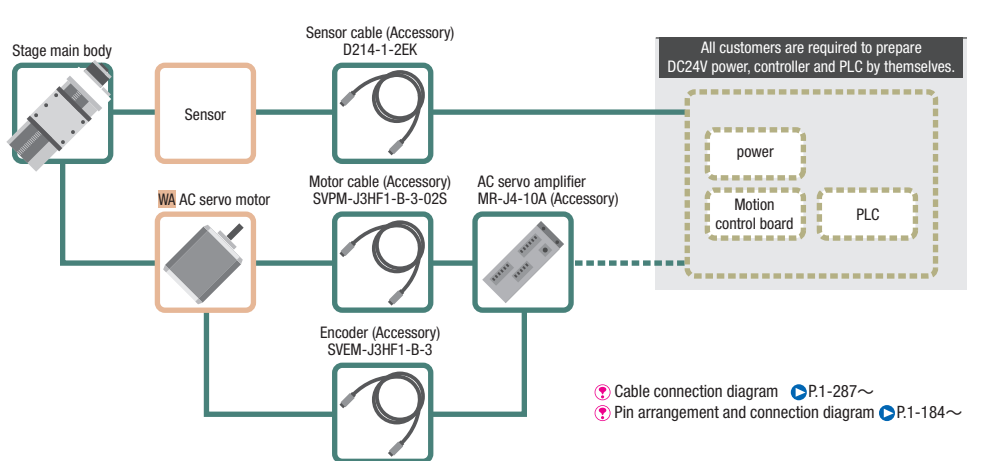 Stage main body
Sensor
Sensor cable (Accessory)
D214-1-2EK
All customers are required to prepare
DC24V power, controller and PLC by themselves.
power
Motion
control board
PLC
WA AC servo motor
Motor cable (Accessory)
SVPM-J3HF1-B-3-02S
AC servo amplifier
MR-J4-10A (Accessory)
Encoder (Accessory)
SVEM-J3HF1-B-3
Cable connection diagram P.1-287～
Pin arrangement and connection diagram P.1-184～